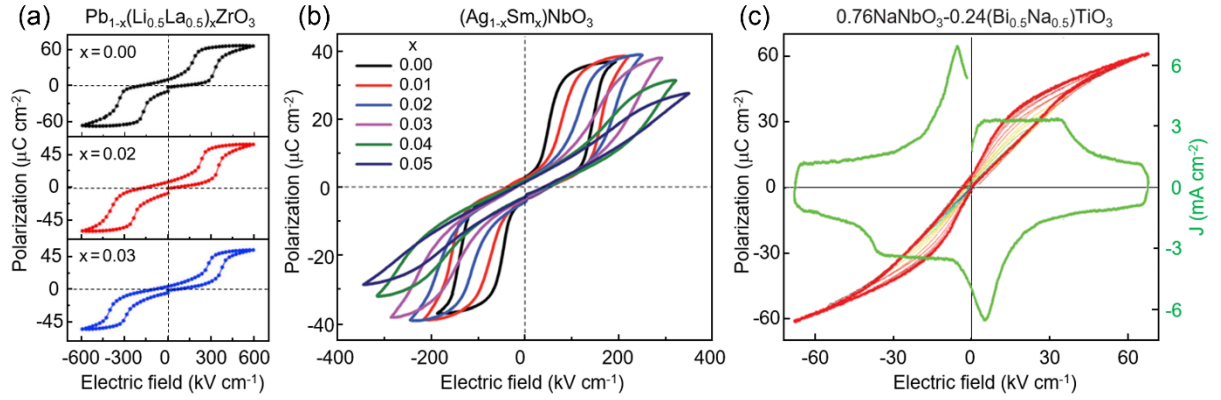 (a)
Pb₁₋ₓ(Li₀.₅La₀.₅)ₓZrO₃
x = 0.00
60
0
-60
x = 0.02
45
0
-45
x = 0.03
45
0
-45
Polarization (μC cm⁻²)
-600 -300 0 300 600
Electric field (kV cm⁻¹)
(b)
(Ag₁₋ₓSmₓ)NbO₃
x
0.00
0.01
0.02
0.03
0.04
0.05
40
20
0
-20
-40
Polarization (μC cm⁻²)
-400 -200 0 200 400
Electric field (kV cm⁻¹)
(c)
0.76NaNbO₃-0.24(Bi₀.₅Na₀.₅)TiO₃
60
30
0
-30
-60
Polarization (μC cm⁻²)
6
3
0
-3
-6
J (mA cm⁻²)
-60 -30 0 30 60
Electric field (kV cm⁻¹)